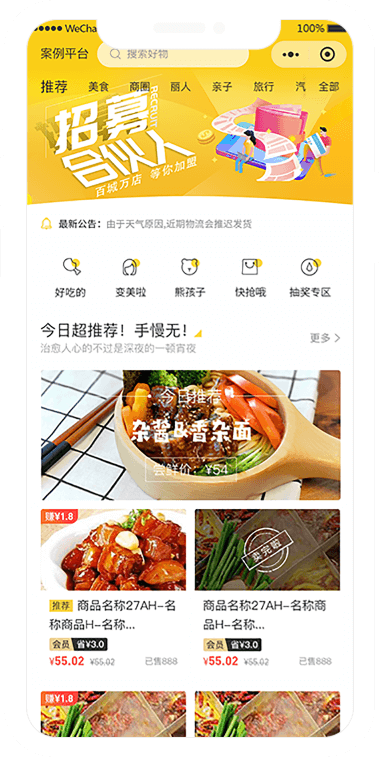 ●●●●● WeCha
100%
案例平台
搜索好物
推荐 美食 商圈 丽人 亲子 旅行 汽 全部
招募
RECRUIT
合伙人
百城万店 等你加盟
最新公告：由于天气原因,近期物流会推迟发货
好吃的 变美啦 熊孩子 快抢哦 抽奖专区
今日超推荐！手慢无！
更多 >
治愈人心的不过是深夜的一顿宵夜
今日推荐
杂酱&香杂面
尝鲜价：¥54
赚¥1.8
卖完啦
推荐 商品名称27AH-名
称商品H-名称...
会员 省¥3.0
¥55.02 ¥55.02 已售888
商品名称27AH-名称商
品H-名称...
会员 省¥3.0
¥55.02 ¥55.02 已售888
赚¥1.8